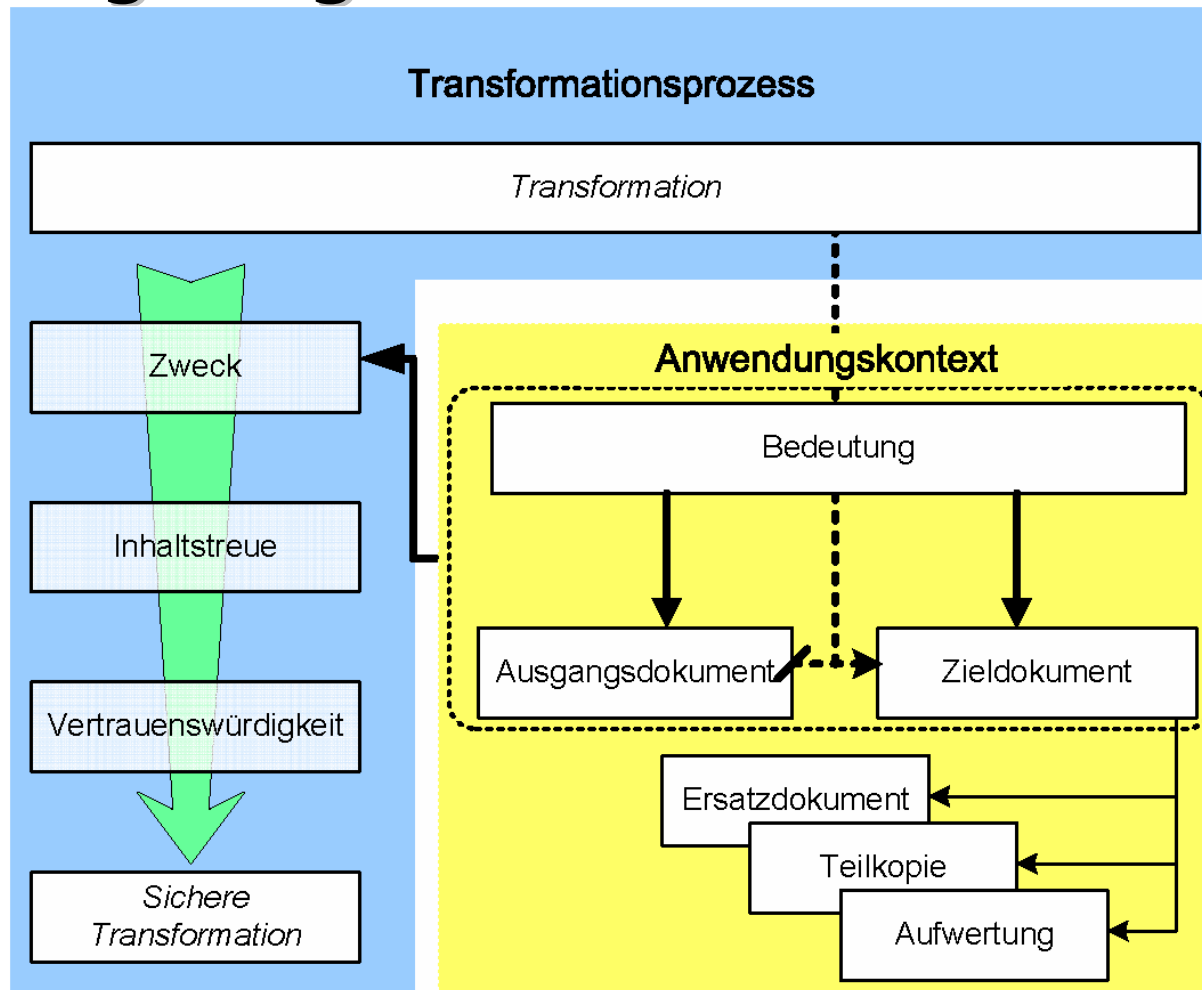 Transformationsprozess
Transformation
Zweck
Inhaltstreue
Vertrauenswürdigkeit
Sichere
Transformation
Anwendungskontext
Bedeutung
Ausgangsdokument
Zieldokument
Ersatzdokument
Teilkopie
Aufwertung